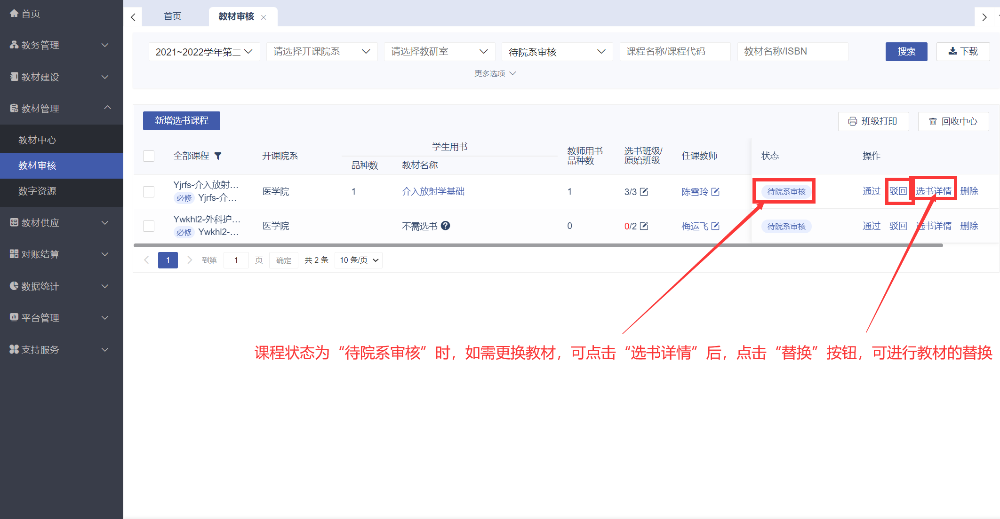 首页
教务管理
教材建设
教材管理
教材中心
教材审核
数字资源
教材供应
对账结算
数据统计
平台管理
支持服务
首页 教材审核
2021~2022学年第二 请选择开课院系 请选择教研室 待院系审核 课程名称/课程代码 教材名称/ISBN 搜索 下载
更多选项
新增选书课程 班级打印 回收中心
全部课程 开课院系 学生用书 品种数 教材名称 教师用书 品种数 选书班级/ 原始班级 任课教师 状态 操作
Yjrfs-介入放射... 医学院 1 介入放射学基础 1 3/3 陈雪玲 待院系审核 通过 驳回 选书详情 删除
必修 Yjrfs-介...
Ywkhl2-外科护... 医学院 不需选书 0 0/2 梅运飞 待院系审核 通过 驳回 选书详情 删除
必修 Ywkhl2-...
1 到第 1 页 确定 共 2 条 10 条/页
课程状态为“待院系审核”时，如需更换教材，可点击“选书详情”后，点击“替换”按钮，可进行教材的替换